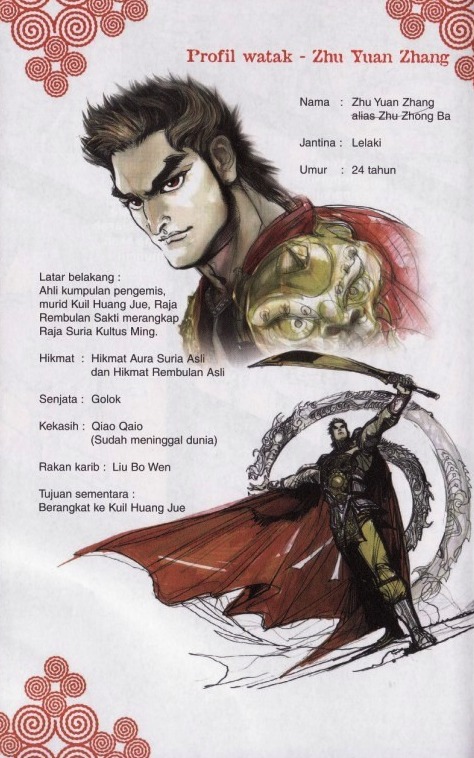 Profil watak - Zhu Yuan Zhang
Nama : Zhu Yuan Zhang
alias Zhu Zhong Ba
Jantina : Lelaki
Umur : 24 tahun
Latar belakang :
Ahli kumpulan pengemis,
murid Kuil Huang Jue, Raja
Rembulan Sakti merangkap
Raja Suria Kultus Ming.
Hikmat : Hikmat Aura Suria Asli
dan Hikmat Rembulan Asli
Senjata : Golok
Kekasih : Qiao Qaio
(Sudah meninggal dunia)
Rakan karib : Liu Bo Wen
Tujuan sementara :
Berangkat ke Kuil Huang Jue